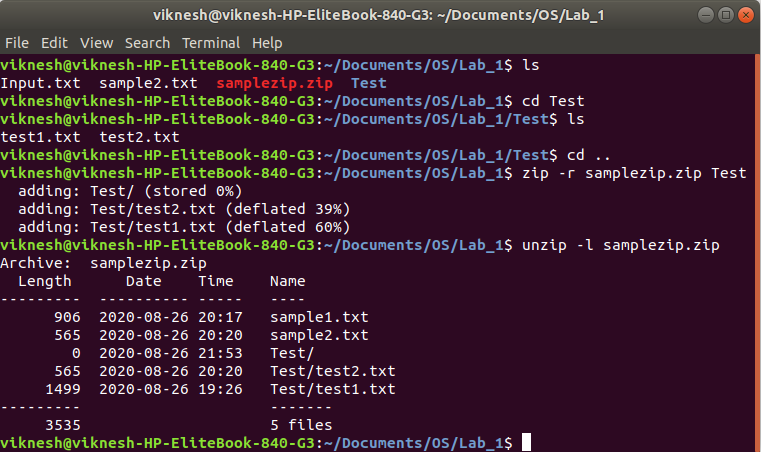 viknesh@viknesh-HP-EliteBook-840-G3: ~/Documents/OS/Lab_1
File Edit View Search Terminal Help
viknesh@viknesh-HP-EliteBook-840-G3:~/Documents/OS/Lab_1$ ls
Input.txt  sample2.txt  samplezip.zip  Test
viknesh@viknesh-HP-EliteBook-840-G3:~/Documents/OS/Lab_1$ cd Test
viknesh@viknesh-HP-EliteBook-840-G3:~/Documents/OS/Lab_1/Test$ ls
test1.txt  test2.txt
viknesh@viknesh-HP-EliteBook-840-G3:~/Documents/OS/Lab_1/Test$ cd ..
viknesh@viknesh-HP-EliteBook-840-G3:~/Documents/OS/Lab_1$ zip -r samplezip.zip Test
  adding: Test/ (stored 0%)
  adding: Test/test2.txt (deflated 39%)
  adding: Test/test1.txt (deflated 60%)
viknesh@viknesh-HP-EliteBook-840-G3:~/Documents/OS/Lab_1$ unzip -l samplezip.zip
Archive:  samplezip.zip
  Length      Date    Time    Name
---------  ---------- -----   ----
      906  2020-08-26 20:17   sample1.txt
      565  2020-08-26 20:20   sample2.txt
        0  2020-08-26 21:53   Test/
      565  2020-08-26 20:20   Test/test2.txt
     1499  2020-08-26 19:26   Test/test1.txt
---------                     -------
     3535                     5 files
viknesh@viknesh-HP-EliteBook-840-G3:~/Documents/OS/Lab_1$